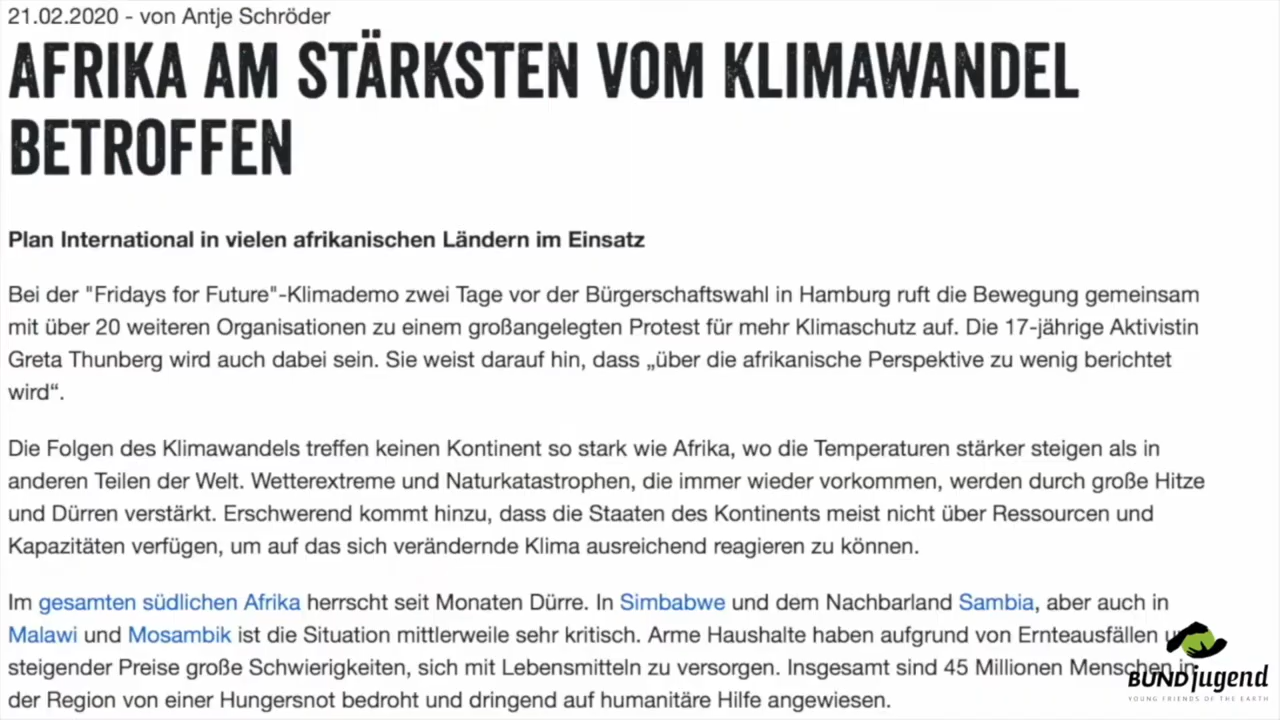 21.02.2020 - von Antje Schröder
AFRIKA AM STÄRKSTEN VOM KLIMAWANDEL
BETROFFEN
Plan International in vielen afrikanischen Ländern im Einsatz
Bei der "Fridays for Future"-Klimademo zwei Tage vor der Bürgerschaftswahl in Hamburg ruft die Bewegung gemeinsam
mit über 20 weiteren Organisationen zu einem großangelegten Protest für mehr Klimaschutz auf. Die 17-jährige Aktivistin
Greta Thunberg wird auch dabei sein. Sie weist darauf hin, dass „über die afrikanische Perspektive zu wenig berichtet
wird“.
Die Folgen des Klimawandels treffen keinen Kontinent so stark wie Afrika, wo die Temperaturen stärker steigen als in
anderen Teilen der Welt. Wetterextreme und Naturkatastrophen, die immer wieder vorkommen, werden durch große Hitze
und Dürren verstärkt. Erschwerend kommt hinzu, dass die Staaten des Kontinents meist nicht über Ressourcen und
Kapazitäten verfügen, um auf das sich verändernde Klima ausreichend reagieren zu können.
Im gesamten südlichen Afrika herrscht seit Monaten Dürre. In Simbabwe und dem Nachbarland Sambia, aber auch in
Malawi und Mosambik ist die Situation mittlerweile sehr kritisch. Arme Haushalte haben aufgrund von Ernteausfällen
steigender Preise große Schwierigkeiten, sich mit Lebensmitteln zu versorgen. Insgesamt sind 45 Millionen Menschen in
der Region von einer Hungersnot bedroht und dringend auf humanitäre Hilfe angewiesen.
BUNDjugend
YOUNG FRIENDS OF THE EARTH